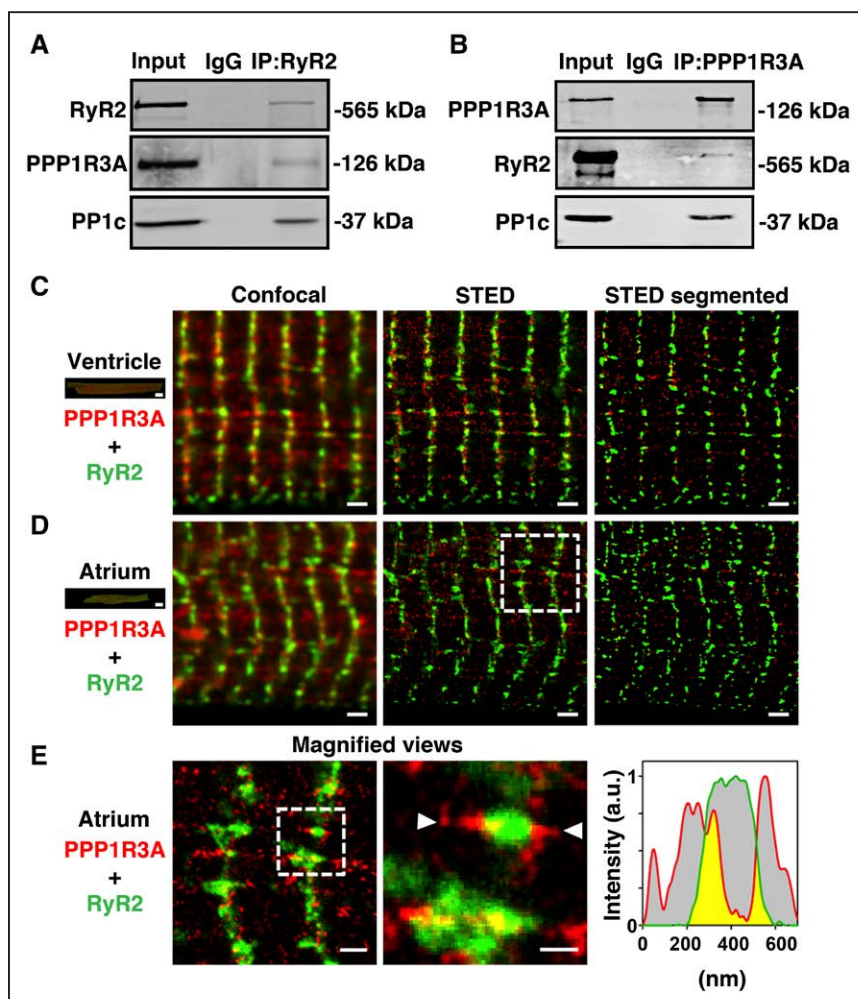 A
Input IgG IP:RyR2
RyR2 -565 kDa
PPP1R3A -126 kDa
PP1c -37 kDa
B
Input IgG IP:PPP1R3A
PPP1R3A -126 kDa
RyR2 -565 kDa
PP1c -37 kDa
C
Confocal STED STED segmented
Ventricle
PPP1R3A
+
RyR2
D
Atrium
PPP1R3A
+
RyR2
Magnified views
E
Atrium
PPP1R3A
+
RyR2
Intensity (a.u.)
1
0
0 200 400 600
(nm)